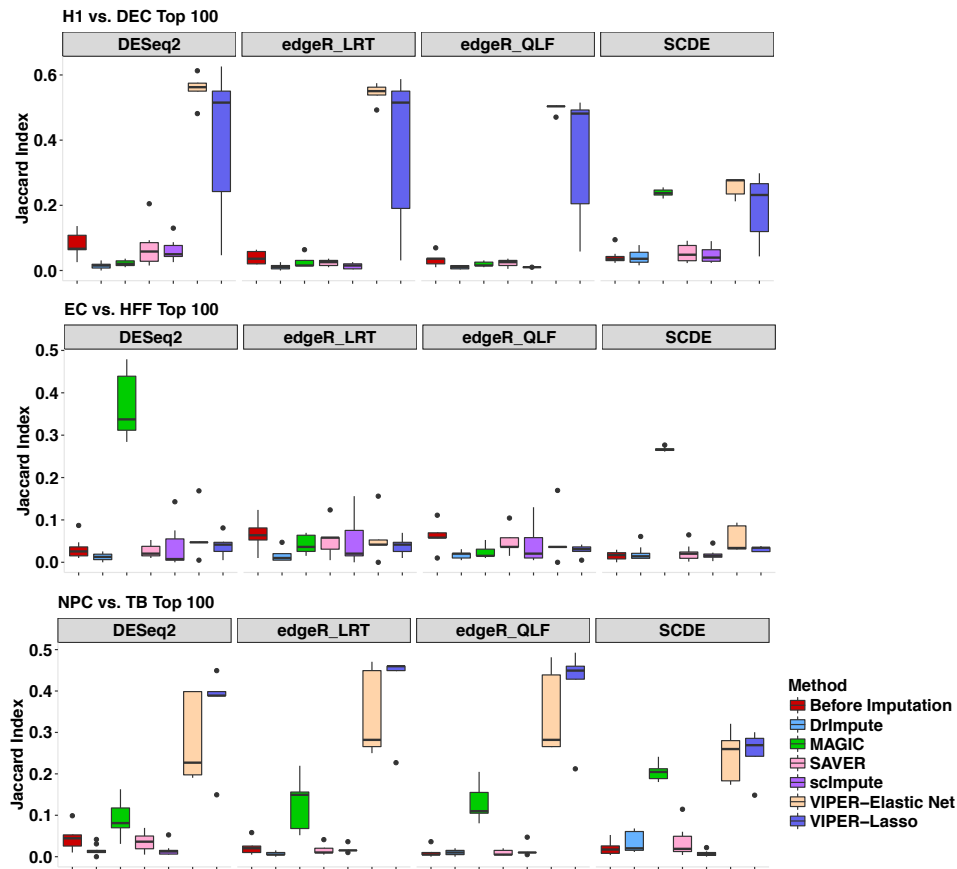 H1 vs. DEC Top 100
DESeq2 edgeR_LRT edgeR_QLF SCDE
Jaccard Index
0.6
0.4
0.2
0.0
EC vs. HFF Top 100
DESeq2 edgeR_LRT edgeR_QLF SCDE
Jaccard Index
0.5
0.4
0.3
0.2
0.1
0.0
NPC vs. TB Top 100
DESeq2 edgeR_LRT edgeR_QLF SCDE
Jaccard Index
0.5
0.4
0.3
0.2
0.1
0.0
Method
Before Imputation
DrImpute
MAGIC
SAVER
scImpute
VIPER−Elastic Net
VIPER−Lasso